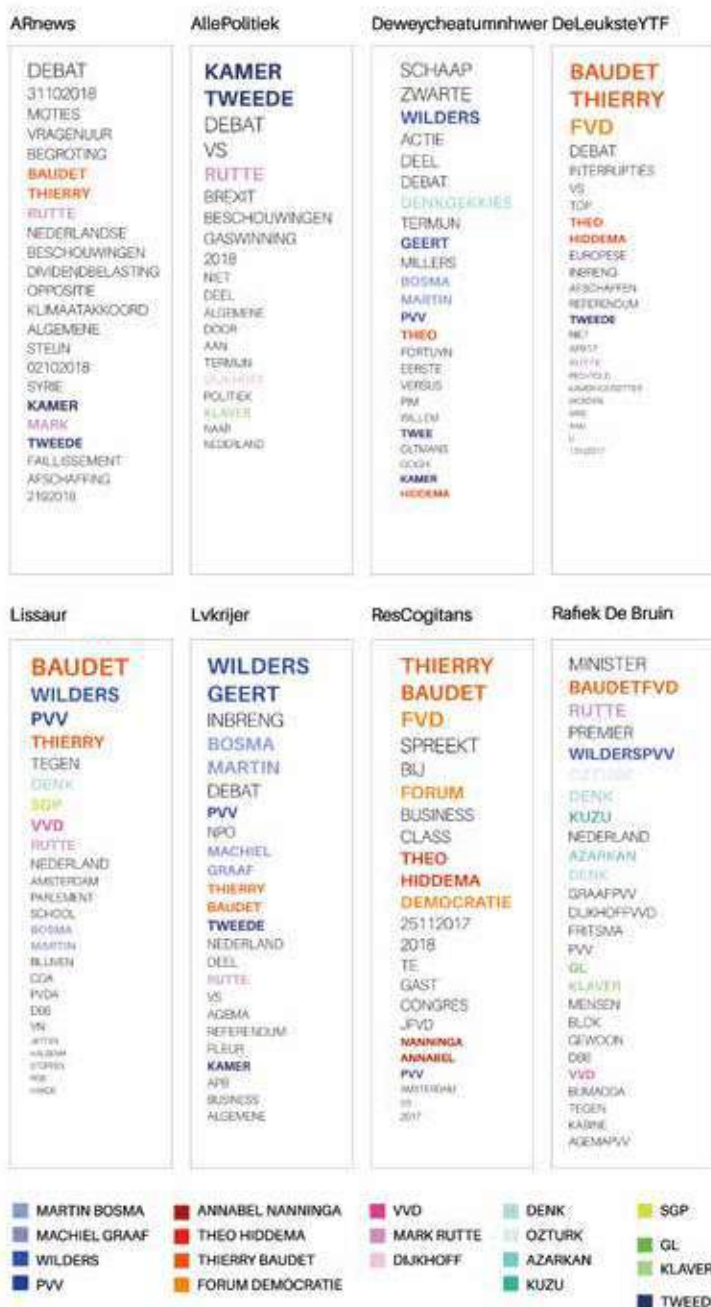 ARnews
DEBAT
31102018
MOTIES
VRAGENUUR
BEGROTING
BAUDET
THIERRY
RUTTE
NEDERLANDSE
BESCHOUWINGEN
DIVIDENDBELASTING
OPPOSITIE
KLIMAATAKKOORD
ALGEMENE
STEUN
02102018
SYRIE
KAMER
MARK
TWEEDE
FAILLISSEMENT
AFSCHAFFING
2192018
AllePolitiek
KAMER
TWEEDE
DEBAT
VS
RUTTE
BREXIT
BESCHOUWINGEN
GASWINNING
2018
NIET
DEEL
ALGEMENE
DOOR
AAN
TERMIJN
DIJKHOFF
POLITIEK
KLAVER
NAAR
NEDERLAND
Deweycheatumnhwer
SCHAAP
ZWARTE
WILDERS
ACTIE
DEEL
DEBAT
DENKGEKKIES
TERMIJN
GEERT
MILLERS
BOSMA
MARTIN
PVV
THEO
FORTUYN
EERSTE
VERSUS
PIM
WILLEM
TWEE
OLTMANS
GOGH
KAMER
HIDDEMA
DeLeuksteYTF
BAUDET
THIERRY
FVD
DEBAT
INTERRUPTIES
VS
TOP
THEO
HIDDEMA
EUROPESE
INBRENG
AFSCHAFFEN
REFERENDUM
TWEEDE
NIET
RUTTE
Lissaur
BAUDET
WILDERS
PVV
THIERRY
TEGEN
DENK
SGP
VVD
RUTTE
NEDERLAND
AMSTERDAM
PARLEMENT
SCHOOL
BOSMA
MARTIN
BLIJVEN
CDA
PVDA
D66
VN
JETTEN
Lvkrijer
WILDERS
GEERT
INBRENG
BOSMA
MARTIN
DEBAT
PVV
NPO
MACHIEL
GRAAF
THIERRY
BAUDET
TWEEDE
NEDERLAND
DEEL
RUTTE
VS
AGEMA
REFERENDUM
FLEUR
KAMER
APB
BUSINESS
ALGEMENE
ResCogitans
THIERRY
BAUDET
FVD
SPREEKT
BIJ
FORUM
BUSINESS
CLASS
THEO
HIDDEMA
DEMOCRATIE
25112017
2018
TE
GAST
CONGRES
JFVD
NANNINGA
ANNABEL
PVV
AMSTERDAM
VS
2017
Rafiek De Bruin
MINISTER
BAUDETFVD
RUTTE
PREMIER
WILDERSPVV
OZTURK
DENK
KUZU
NEDERLAND
AZARKAN
DENK
GRAAFPVV
DIJKHOFFVVD
FRITSMA
PVV
GL
KLAVER
MENSEN
BLOK
GEWOON
D66
VVD
BUMACDA
TEGEN
KABINE
AGEMAPVV
MARTIN BOSMA
MACHIEL GRAAF
WILDERS
PVV
ANNABEL NANNINGA
THEO HIDDEMA
THIERRY BAUDET
FORUM DEMOCRATIE
VVD
MARK RUTTE
DIJKHOFF
DENK
OZTURK
AZARKAN
KUZU
SGP
GL
KLAVER
TWEED